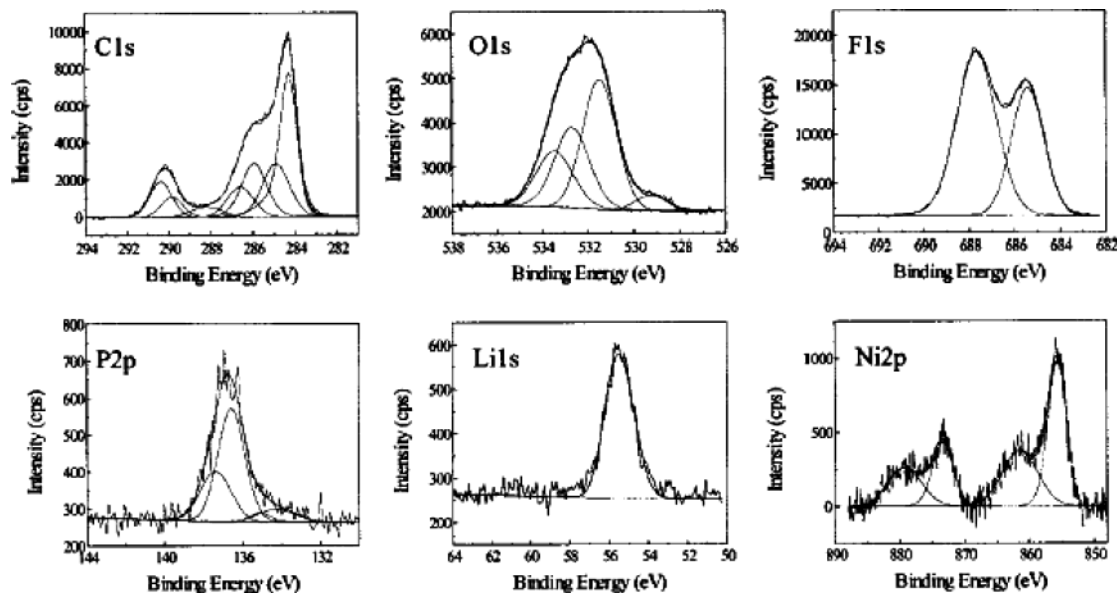 C1s
10000
8000
6000
4000
2000
0
Intensity (cps)
294 292 290 288 286 284 282
Binding Energy (eV)
O1s
6000
5000
4000
3000
2000
Intensity (cps)
538 536 534 532 530 528 526
Binding Energy (eV)
F1s
20000
15000
10000
5000
0
Intensity (cps)
694 692 690 688 686 684 682
Binding Energy (eV)
P2p
800
700
600
500
400
300
200
Intensity (cps)
144 140 136 132
Binding Energy (eV)
Li1s
600
500
400
300
Intensity (cps)
64 62 60 58 56 54 52 50
Binding Energy (eV)
Ni2p
1000
500
0
Intensity (cps)
890 880 870 860 850
Binding Energy (eV)